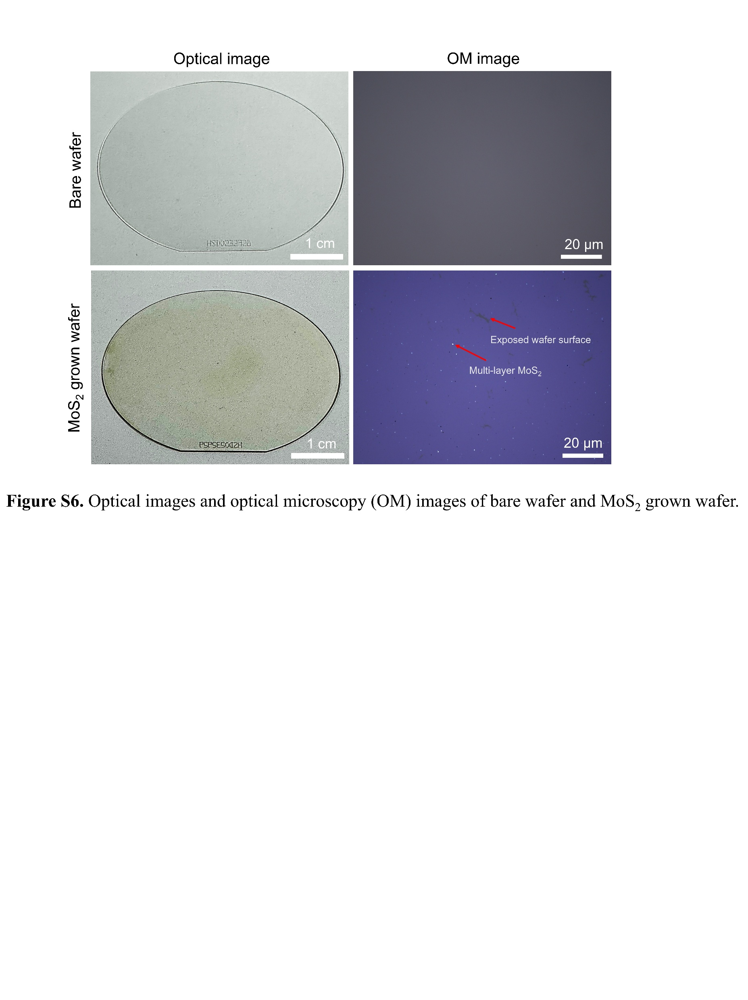 Optical image
OM image
Bare wafer
1 cm
20 µm
MoS₂ grown wafer
Exposed wafer surface
Multi-layer MoS₂
1 cm
20 µm
Figure S6. Optical images and optical microscopy (OM) images of bare wafer and MoS₂ grown wafer.